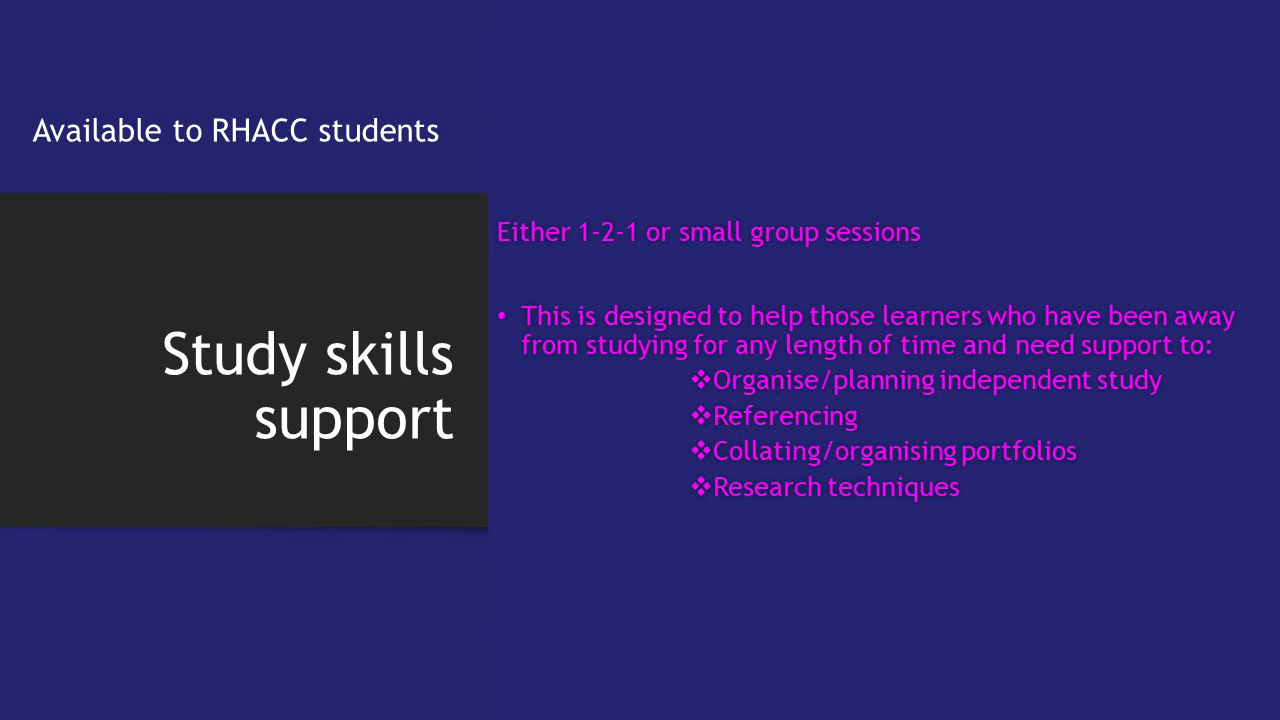 Available to RHACC students
Study skills
support
Either 1-2-1 or small group sessions
• This is designed to help those learners who have been away
from studying for any length of time and need support to:
❖Organise/planning independent study
❖Referencing
❖Collating/organising portfolios
❖Research techniques